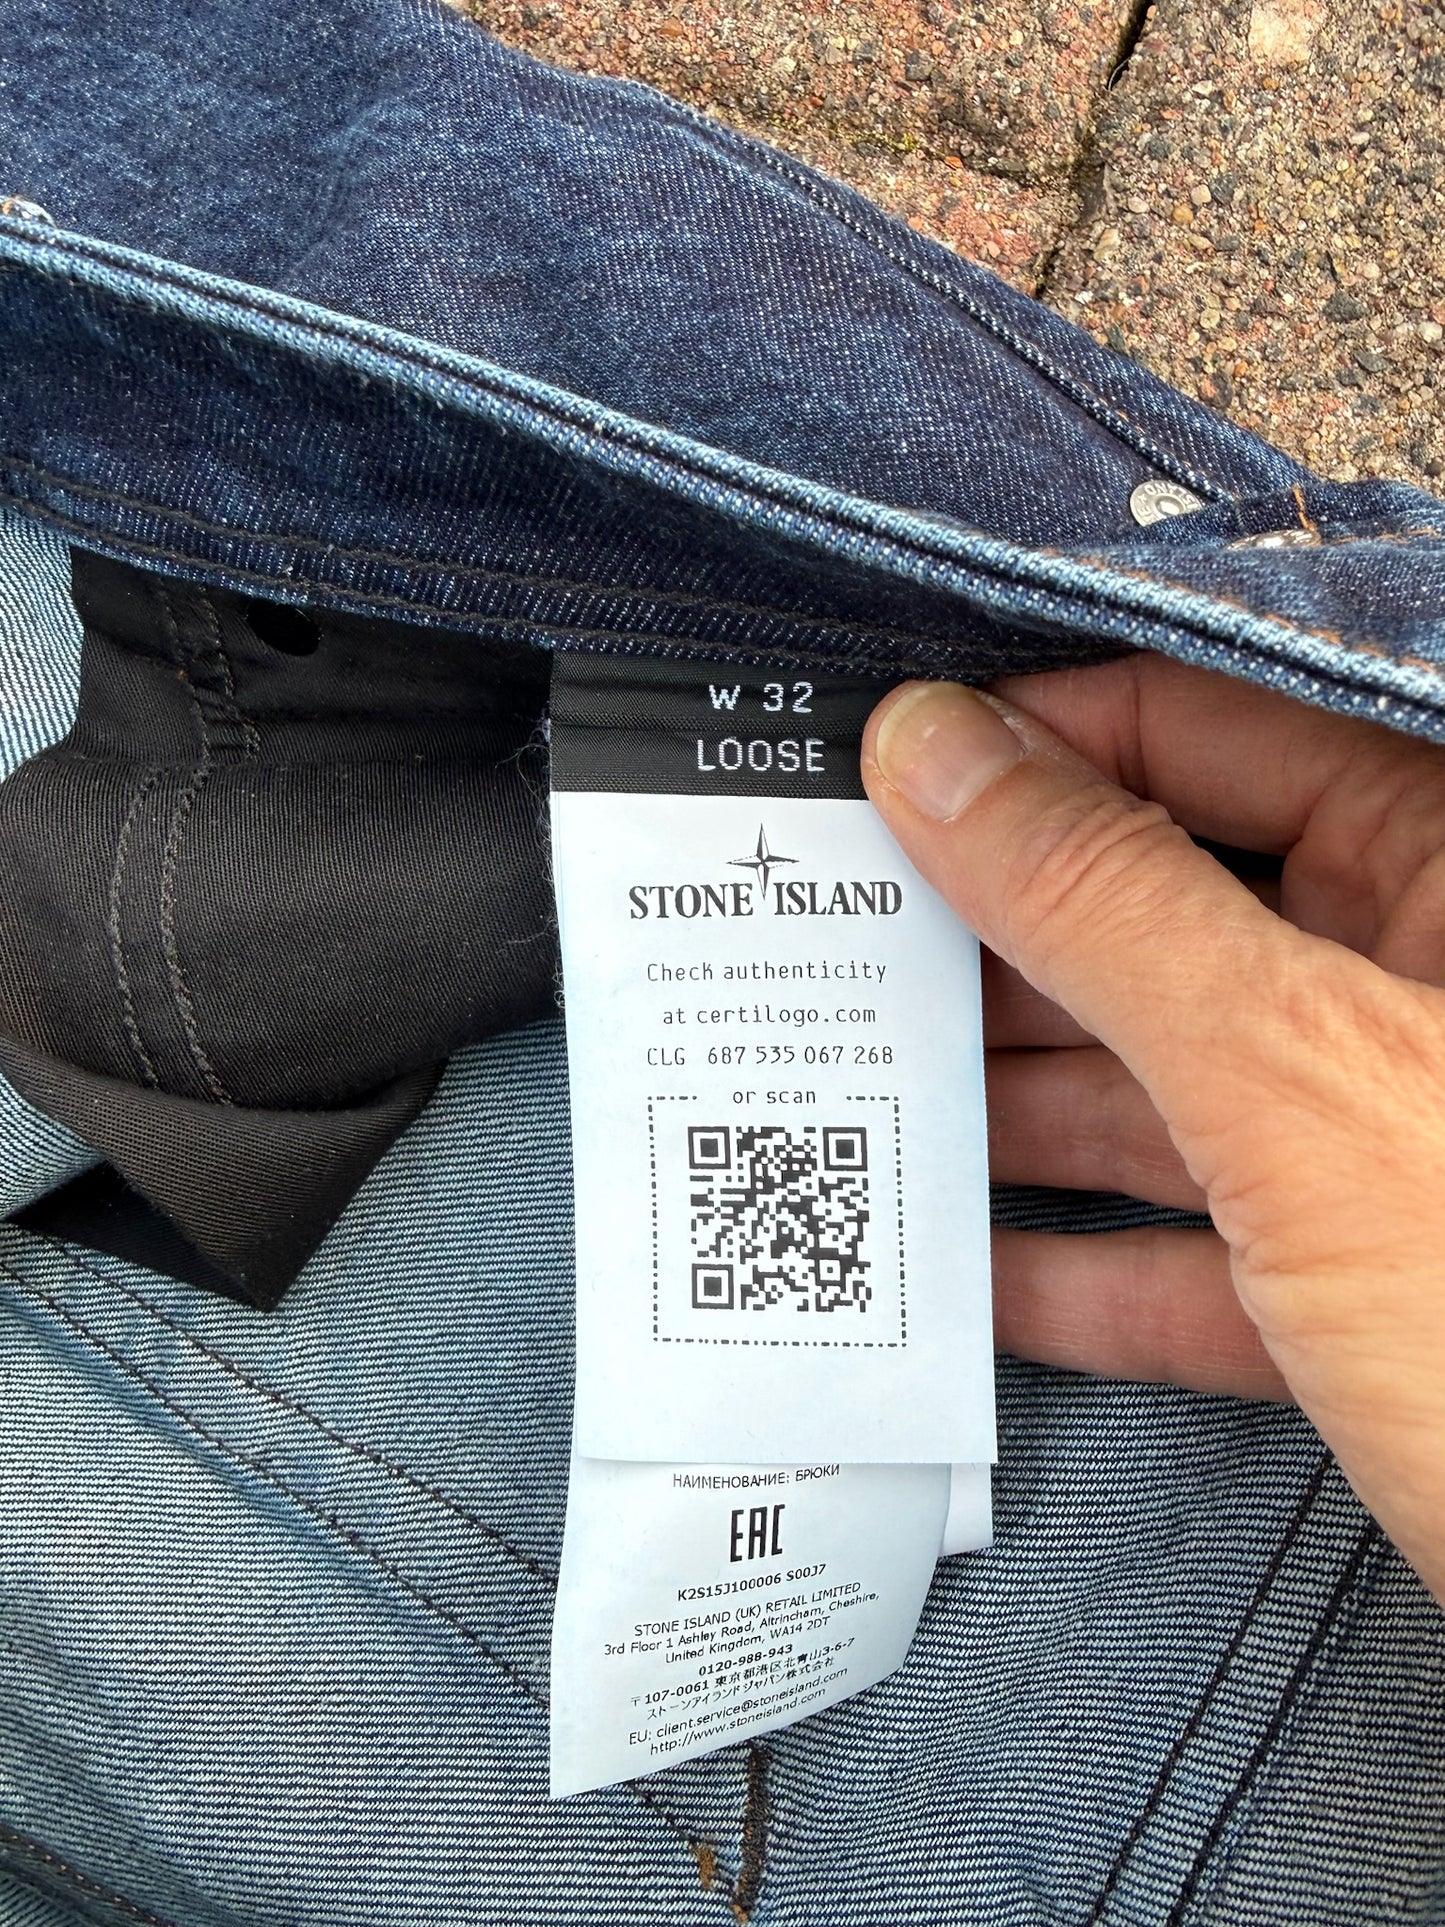 W 32
LOOSE
STONE ISLAND
Check authenticity
at certilogo.com
CLG 687 535 067 268
or scan
НАИМЕНОВАНИЕ: БРЮКИ
EAC
K2S15J100006 S00J7
STONE ISLAND (UK) RETAIL LIMITED
3rd Floor 1 Ashley Road, Altrincham, Cheshire,
United Kingdom, WA14 2DT
0120-988-943
〒107-0061 東京都港区北青山3-6-7
ストーンアイランドジャパン株式会社
EU: client.service@stoneisland.com
http://www.stoneisland.com